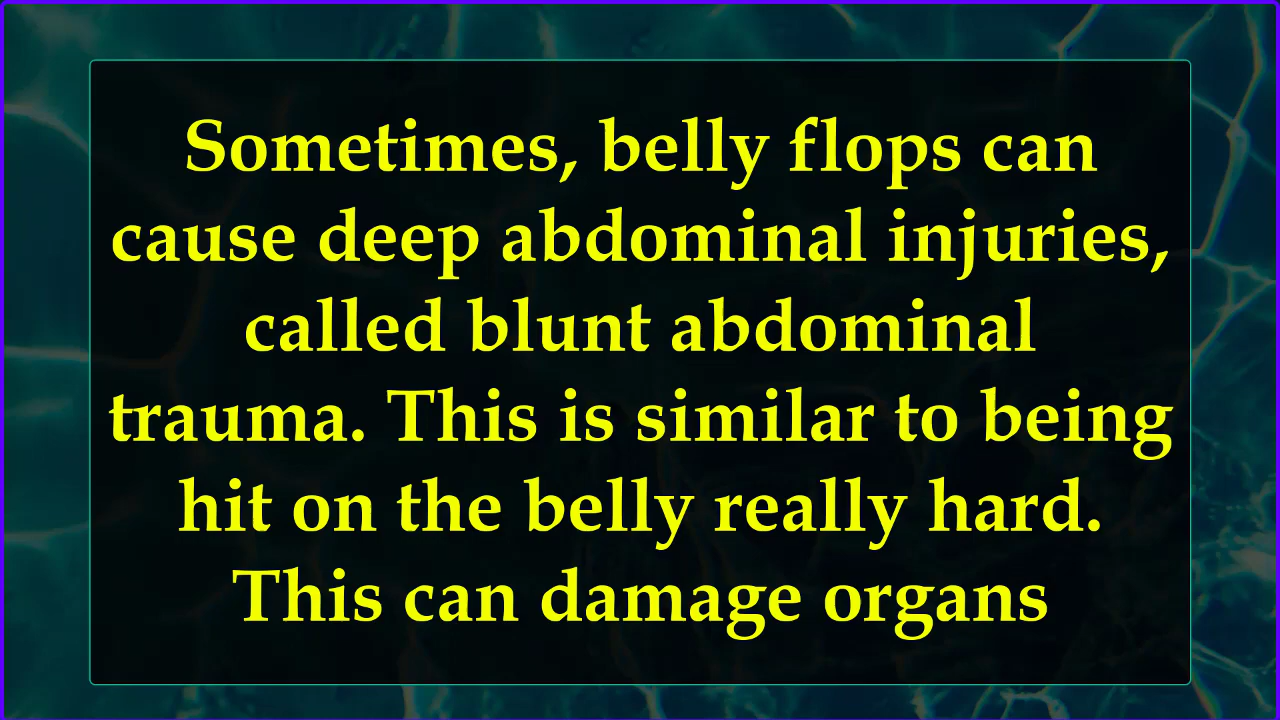 Sometimes, belly flops can
cause deep abdominal injuries,
called blunt abdominal
trauma. This is similar to being
hit on the belly really hard.
This can damage organs